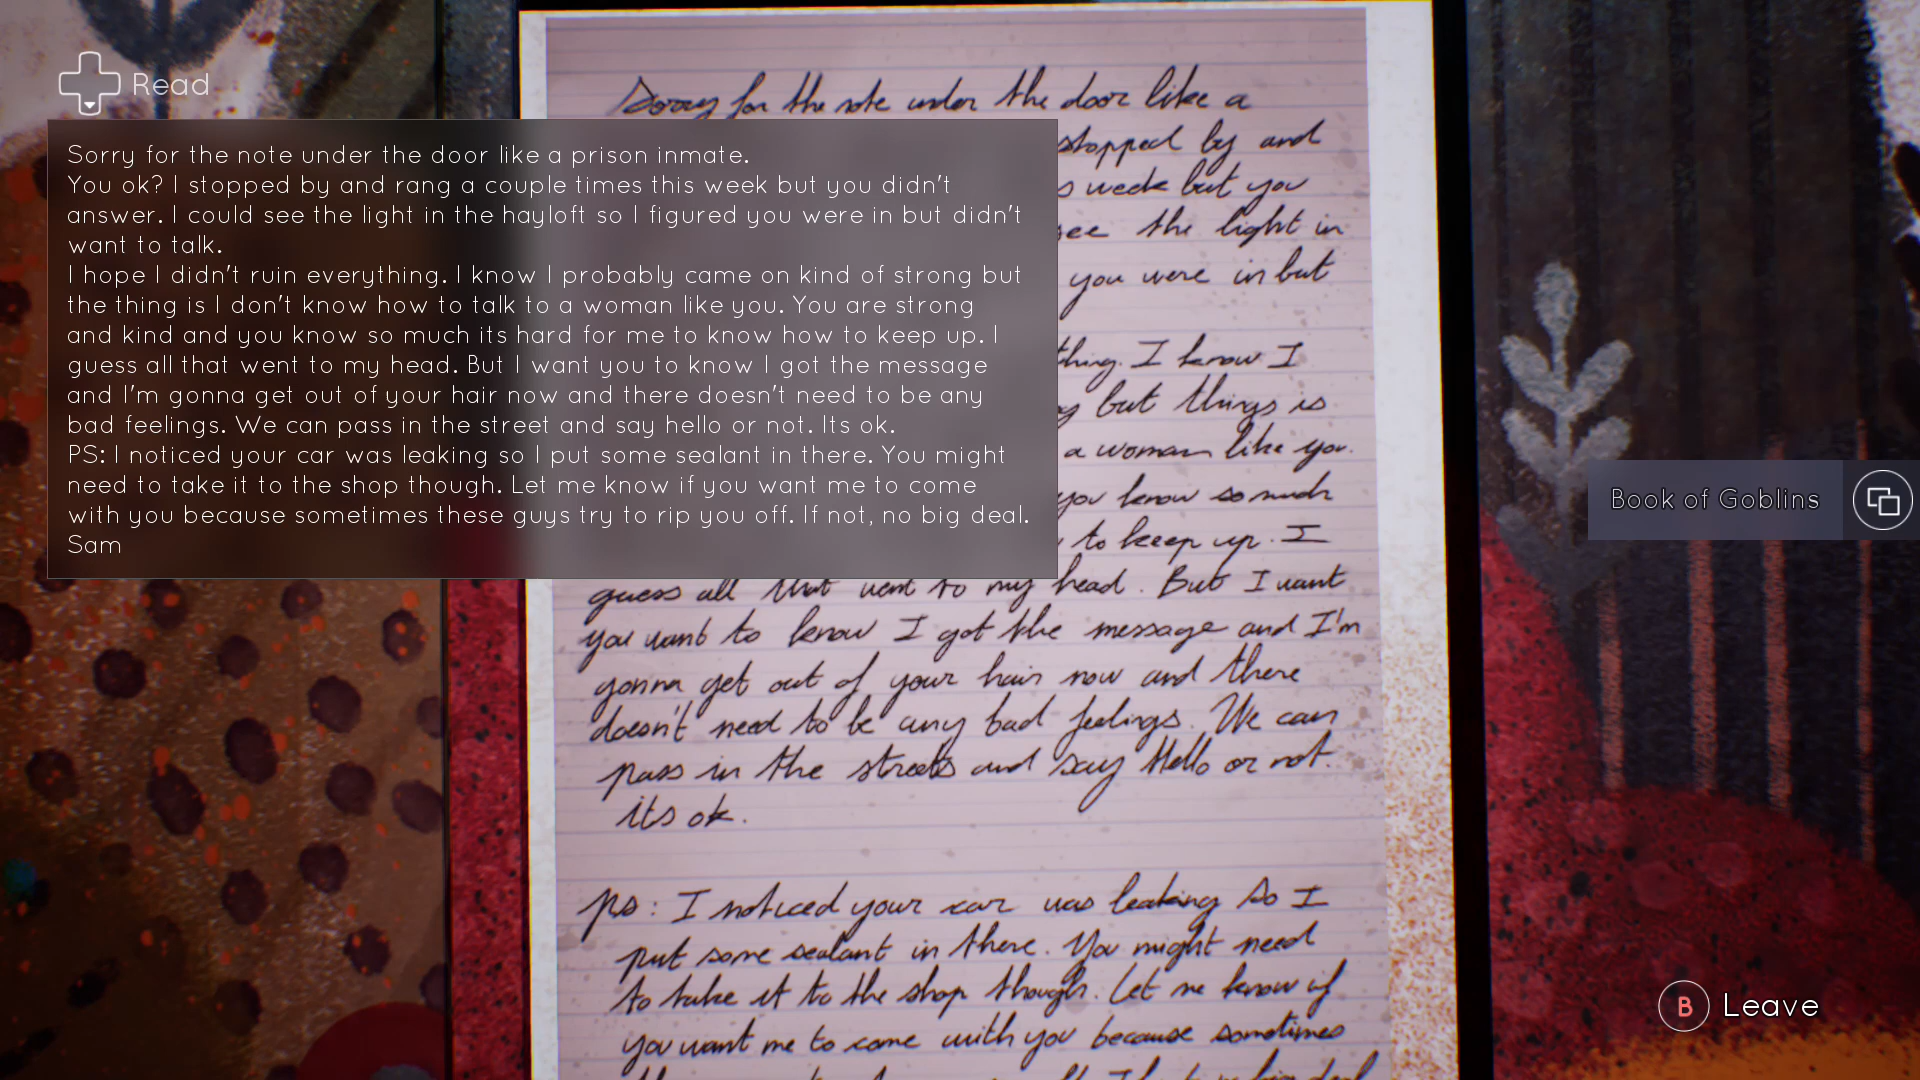 Read
Sorry for the note under the door like a prison inmate.
You ok? I stopped by and rang a couple times this week but you didn't
answer. I could see the light in the hayloft so I figured you were in but didn't
want to talk.
I hope I didn't ruin everything. I know I probably came on kind of strong but
the thing is I don't know how to talk to a woman like you. You are strong
and kind and you know so much its hard for me to know how to keep up. I
guess all that went to my head. But I want you to know I got the message
and I'm gonna get out of your hair now and there doesn't need to be any
bad feelings. We can pass in the street and say hello or not. Its ok.
PS: I noticed your car was leaking so I put some sealant in there. You might
need to take it to the shop though. Let me know if you want me to come
with you because sometimes these guys try to rip you off. If not, no big deal.
Sam
Sorry for the note under the door like a
stopped by and
s week but you
see the light in
you were in but
thing. I know I
but things is
a woman like you.
you know so much
to keep up. I
guess all that went to my head. But I want
you want to know I got the message and I'm
gonna get out of your hair now and there
doesn't need to be any bad feelings. We can
pass in the streets and say Hello or not.
its ok.
ps: I noticed your car was leaking So I
put some sealant in there. You might need
to take it to the shop though. Let me know if
you want me to come with you because sometimes
Book of Goblins
B Leave